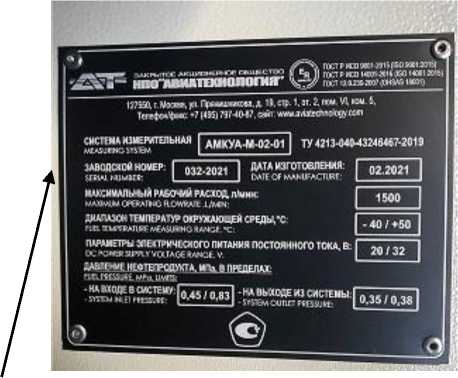 ЗАКРЫТОЕ АКЦИОНЕРНОЕ ОБЩЕСТВО
НПО "АВИАТЕХНОЛОГИЯ"
ГОСТ Р ИСО 9001-2015 (ISO 9001:2015)
ГОСТ Р ИСО 14001-2016 (ISO 14001:2015)
ГОСТ 12.0.230-2007 (OHSAS 18001)
127550, г. Москва, ул. Прянишникова, д. 19, стр. 1, эт. 2, пом. VI, ком. 5,
Телефон/факс: +7 (495) 797-40-87, сайт: www.aviatechnology.com
СИСТЕМА ИЗМЕРИТЕЛЬНАЯ АМКУА-М-02-01 ТУ 4213-040-43246467-2019
MEASURING SYSTEM
ЗАВОДСКОЙ НОМЕР: 032-2021 ДАТА ИЗГОТОВЛЕНИЯ: 02.2021
SERIAL NUMBER: DATE OF MANUFACTURE:
МАКСИМАЛЬНЫЙ РАБОЧИЙ РАСХОД, л/мин: 1500
MAXIMUM OPERATING FLOWRATE, L/MIN:
ДИАПАЗОН ТЕМПЕРАТУР ОКРУЖАЮЩЕЙ СРЕДЫ,°С: - 40 / +50
FUEL TEMPERATURE MEASURING RANGE, °C:
ПАРАМЕТРЫ ЭЛЕКТРИЧЕСКОГО ПИТАНИЯ ПОСТОЯННОГО ТОКА, В: 20 / 32
DC POWER SUPPLY VOLTAGE RANGE, V:
ДАВЛЕНИЕ НЕФТЕПРОДУКТА, МПа, В ПРЕДЕЛАХ:
FUEL PRESSURE, MPa, LIMITS:
- НА ВХОДЕ В СИСТЕМУ: 0,45 / 0,83 - НА ВЫХОДЕ ИЗ СИСТЕМЫ: 0,35 / 0,38
- SYSTEM INLET PRESSURE: - SYSTEM OUTLET PRESSURE: